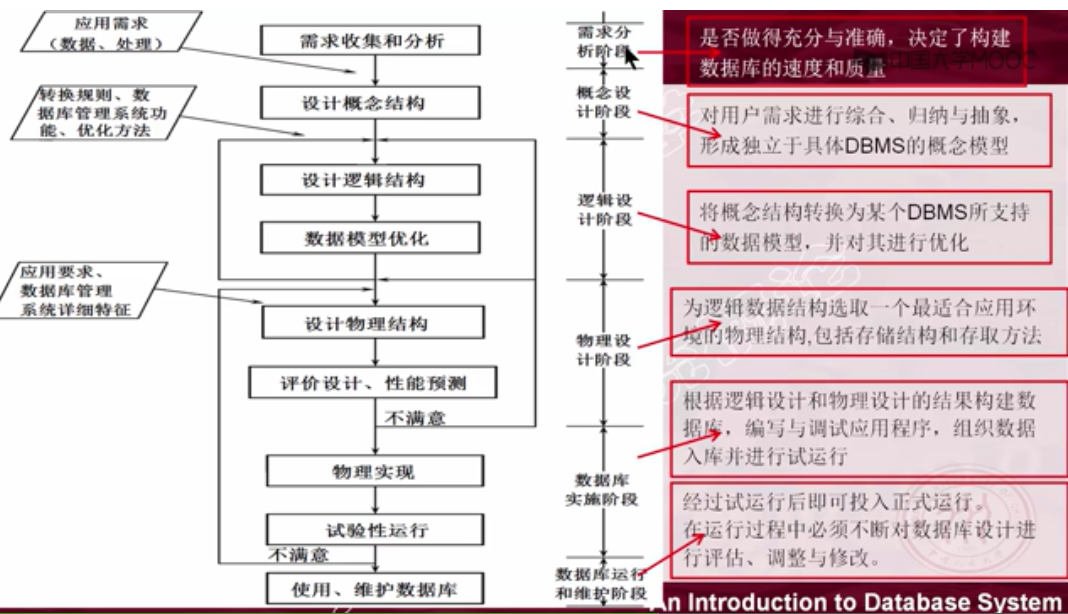 应用需求
（数据、处理）
需求收集和分析
转换规则、数
据库管理系统功
能、优化方法
设计概念结构
设计逻辑结构
数据模型优化
应用要求、
数据库管理
系统详细特征
设计物理结构
评价设计、性能预测
不满意
物理实现
试验性运行
不满意
使用、维护数据库
需求分
析阶段
概念设
计阶段
逻辑设
计阶段
物理设
计阶段
数据库
实施阶段
数据库运行
和维护阶段
是否做得充分与准确，决定了构建
数据库的速度和质量
中国大学MOOC
对用户需求进行综合、归纳与抽象，
形成独立于具体DBMS的概念模型
将概念结构转换为某个DBMS所支持
的数据模型，并对其进行优化
为逻辑数据结构选取一个最适合应用环
境的物理结构,包括存储结构和存取方法
根据逻辑设计和物理设计的结果构建数
据库，编写与调试应用程序，组织数据
入库并进行试运行
经过试运行后即可投入正式运行。
在运行过程中必须不断对数据库设计进
行评估、调整与修改。
An Introduction to Database System